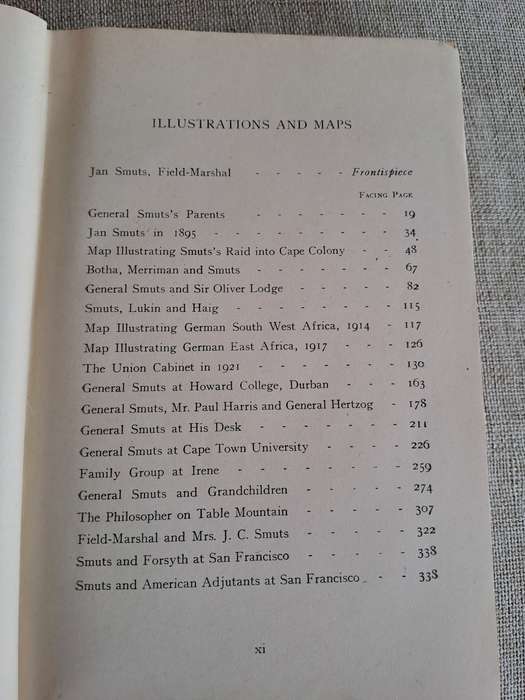 ILLUSTRATIONS AND MAPS
Jan Smuts, Field-Marshal - - - - - Frontispiece
FACING PAGE
General Smuts's Parents - - - - - - - 19
Jan Smuts in 1895 - - - - - - - 34
Map Illustrating Smuts's Raid into Cape Colony - - 48
Botha, Merriman and Smuts - - - - - - 67
General Smuts and Sir Oliver Lodge - - - - - 82
Smuts, Lukin and Haig - - - - - - - 115
Map Illustrating German South West Africa, 1914 - 117
Map Illustrating German East Africa, 1917 - - - 126
The Union Cabinet in 1921 - - - - - - 130
General Smuts at Howard College, Durban - - - 163
General Smuts, Mr. Paul Harris and General Hertzog - 178
General Smuts at His Desk - - - - - - 211
General Smuts at Cape Town University - - - - 226
Family Group at Irene - - - - - - - 259
General Smuts and Grandchildren - - - - - 274
The Philosopher on Table Mountain - - - - - 307
Field-Marshal and Mrs. J. C. Smuts - - - - - 322
Smuts and Forsyth at San Francisco - - - - - 338
Smuts and American Adjutants at San Francisco - - - 338
xi